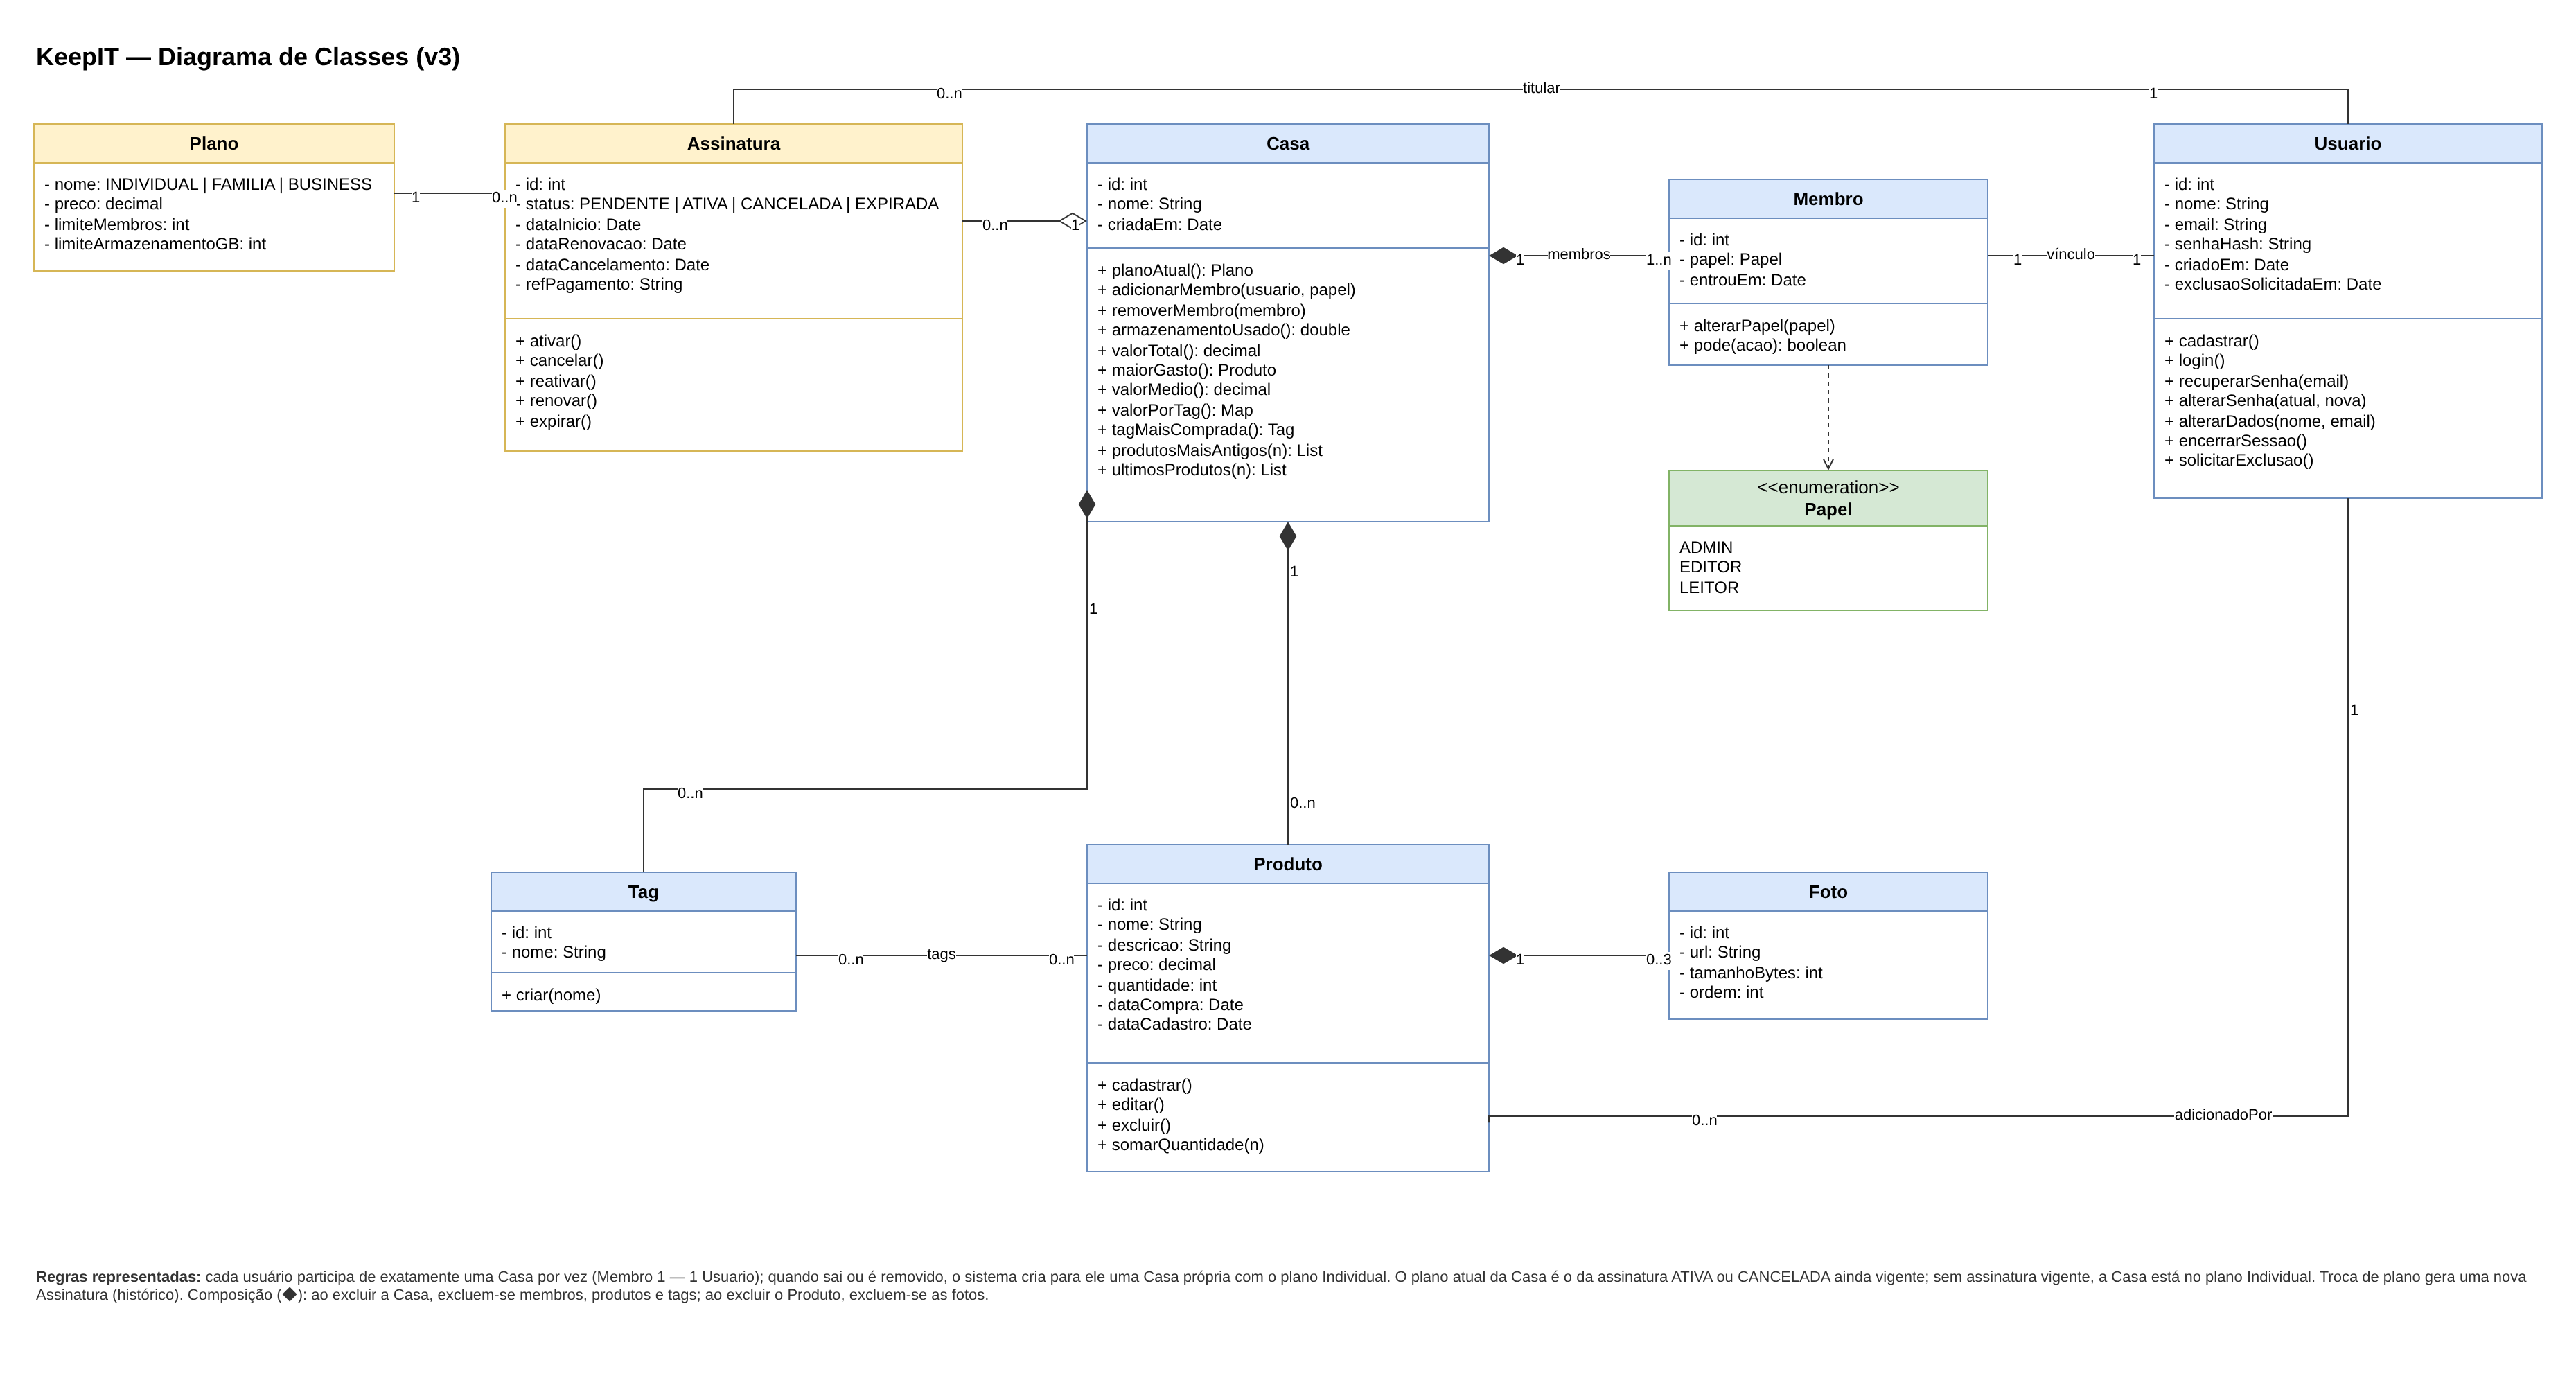 KeepIT — Diagrama de Classes (v3)
0..n
titular
1
Plano
- nome: INDIVIDUAL | FAMILIA | BUSINESS
- preco: decimal
- limiteMembros: int
- limiteArmazenamentoGB: int
1
0..n
Assinatura
- id: int
- status: PENDENTE | ATIVA | CANCELADA | EXPIRADA
- dataInicio: Date
- dataRenovacao: Date
- dataCancelamento: Date
- refPagamento: String
+ ativar()
+ cancelar()
+ reativar()
+ renovar()
+ expirar()
0..n
1
Casa
- id: int
- nome: String
- criadaEm: Date
+ planoAtual(): Plano
+ adicionarMembro(usuario, papel)
+ removerMembro(membro)
+ armazenamentoUsado(): double
+ valorTotal(): decimal
+ maiorGasto(): Produto
+ valorMedio(): decimal
+ valorPorTag(): Map
+ tagMaisComprada(): Tag
+ produtosMaisAntigos(n): List
+ ultimosProdutos(n): List
1
membros
1..n
Membro
- id: int
- papel: Papel
- entrouEm: Date
+ alterarPapel(papel)
+ pode(acao): boolean
1
vínculo
1
Usuario
- id: int
- nome: String
- email: String
- senhaHash: String
- criadoEm: Date
- exclusaoSolicitadaEm: Date
+ cadastrar()
+ login()
+ recuperarSenha(email)
+ alterarSenha(atual, nova)
+ alterarDados(nome, email)
+ encerrarSessao()
+ solicitarExclusao()
<<enumeration>>
Papel
ADMIN
EDITOR
LEITOR
1
0..n
1
0..n
1
Tag
- id: int
- nome: String
+ criar(nome)
0..n
tags
0..n
Produto
- id: int
- nome: String
- descricao: String
- preco: decimal
- quantidade: int
- dataCompra: Date
- dataCadastro: Date
+ cadastrar()
+ editar()
+ excluir()
+ somarQuantidade(n)
1
0..3
Foto
- id: int
- url: String
- tamanhoBytes: int
- ordem: int
0..n
adicionadoPor
Regras representadas: cada usuário participa de exatamente uma Casa por vez (Membro 1 — 1 Usuario); quando sai ou é removido, o sistema cria para ele uma Casa própria com o plano Individual. O plano atual da Casa é o da assinatura ATIVA ou CANCELADA ainda vigente; sem assinatura vigente, a Casa está no plano Individual. Troca de plano gera uma nova
Assinatura (histórico). Composição (◆): ao excluir a Casa, excluem-se membros, produtos e tags; ao excluir o Produto, excluem-se as fotos.